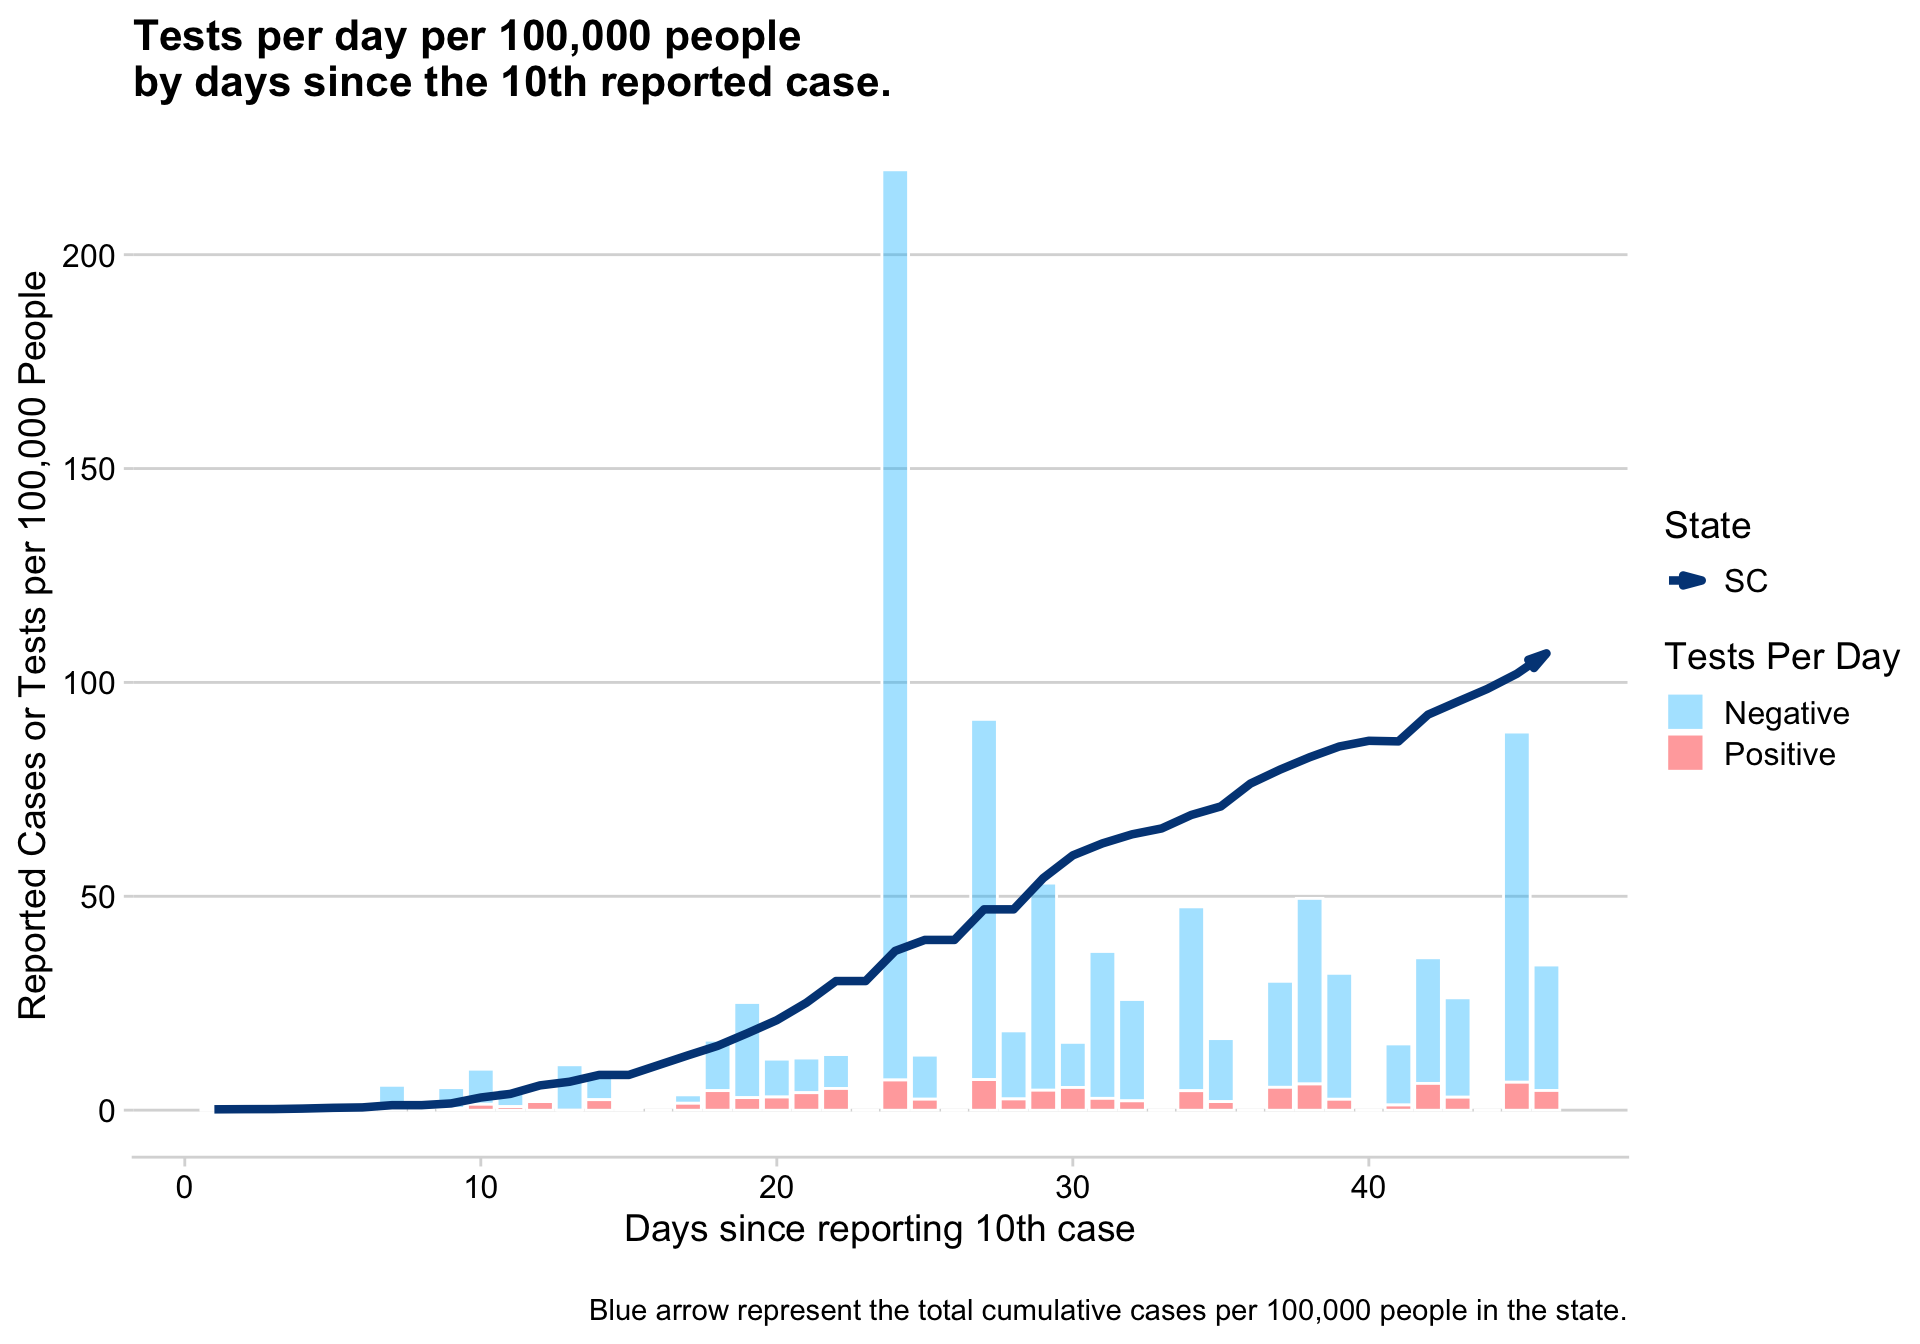 Tests per day per 100,000 people
by days since the 10th reported case.
Reported Cases or Tests per 100,000 People
200
150
100
50
0
0
10
20
30
40
Days since reporting 10th case
State
SC
Tests Per Day
Negative
Positive
Blue arrow represent the total cumulative cases per 100,000 people in the state.